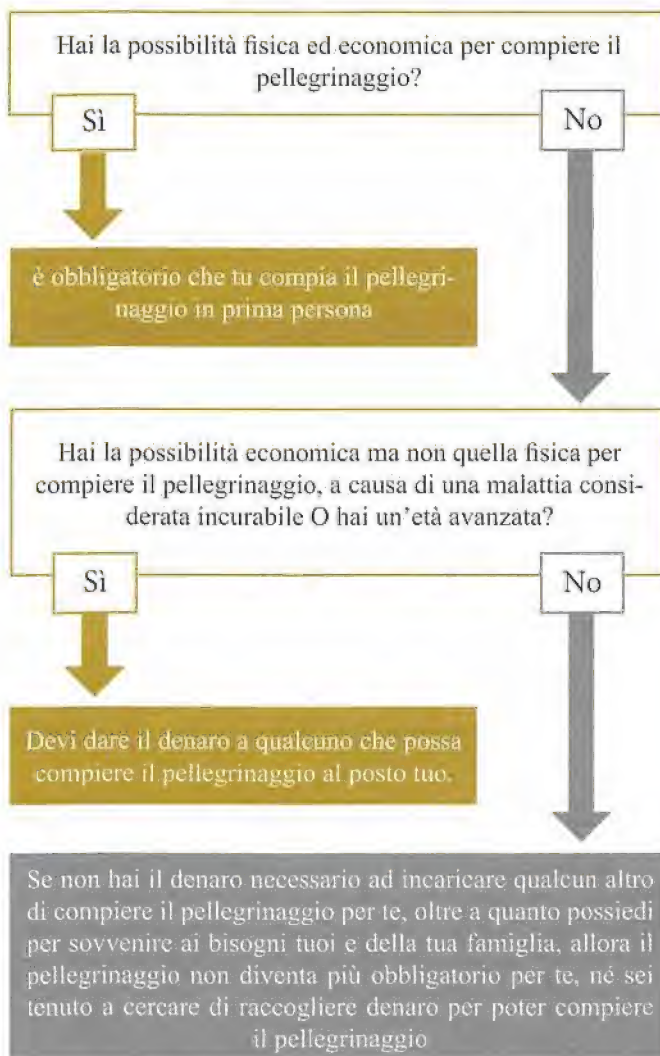 Hai la possibilità fisica ed economica per compiere il
pellegrinaggio?
Sì
No
è obbligatorio che tu compia il pellegri-
naggio in prima persona
Hai la possibilità economica ma non quella fisica per
compiere il pellegrinaggio, a causa di una malattia consi-
derata incurabile O hai un'età avanzata?
Sì
No
Devi dare il denaro a qualcuno che possa
compiere il pellegrinaggio al posto tuo.
Se non hai il denaro necessario ad incaricare qualcun altro
di compiere il pellegrinaggio per te, oltre a quanto possiedi
per sovvenire ai bisogni tuoi e della tua famiglia, allora il
pellegrinaggio non diventa più obbligatorio per te, né sei
tenuto a cercare di raccogliere denaro per poter compiere
il pellegrinaggio